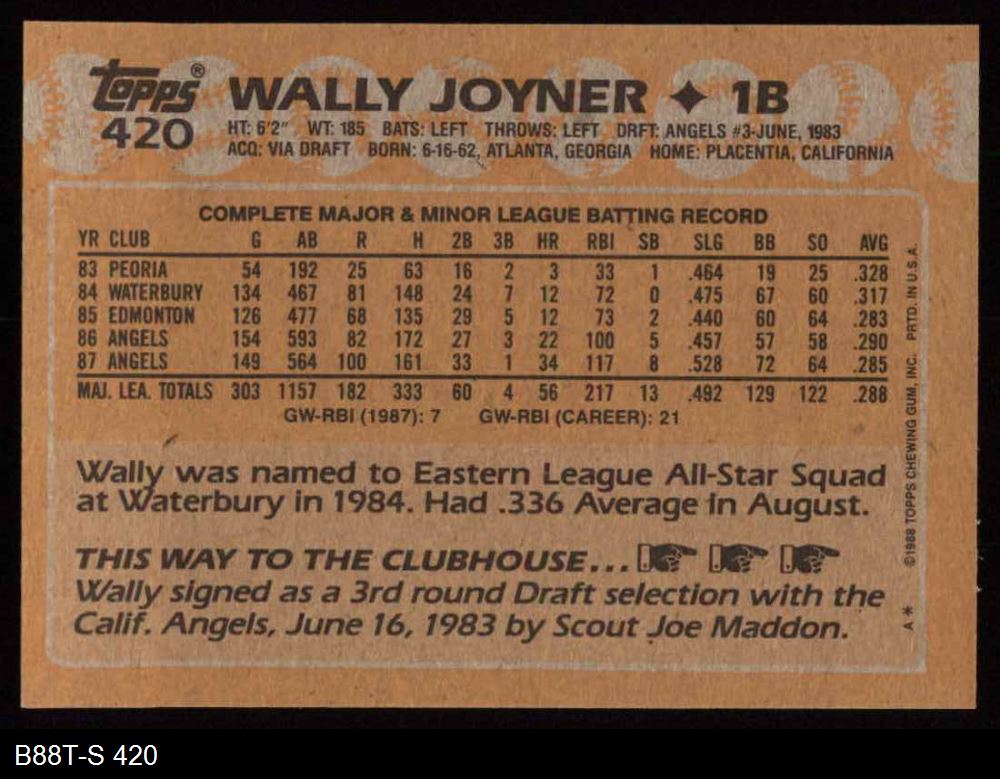 topps® WALLY JOYNER ✦ 1B
420 HT: 6'2" WT: 185 BATS: LEFT THROWS: LEFT DRFT: ANGELS #3-JUNE, 1983
ACQ: VIA DRAFT BORN: 6-16-62, ATLANTA, GEORGIA HOME: PLACENTIA, CALIFORNIA
COMPLETE MAJOR & MINOR LEAGUE BATTING RECORD
YR CLUB G AB R H 2B 3B HR RBI SB SLG BB SO AVG
83 PEORIA 54 192 25 63 16 2 3 33 1 .464 19 25 .328
84 WATERBURY 134 467 81 148 24 7 12 72 0 .475 67 60 .317
85 EDMONTON 126 477 68 135 29 5 12 73 2 .440 60 64 .283
86 ANGELS 154 593 82 172 27 3 22 100 5 .457 57 58 .290
87 ANGELS 149 564 100 161 33 1 34 117 8 .528 72 64 .285
MAJ. LEA. TOTALS 303 1157 182 333 60 4 56 217 13 .492 129 122 .288
GW-RBI (1987): 7 GW-RBI (CAREER): 21
Wally was named to Eastern League All-Star Squad
at Waterbury in 1984. Had .336 Average in August.
THIS WAY TO THE CLUBHOUSE...
Wally signed as a 3rd round Draft selection with the
Calif. Angels, June 16, 1983 by Scout Joe Maddon.
A* ©1988 TOPPS CHEWING GUM, INC. PRTD. IN U.S.A.
B88T-S 420